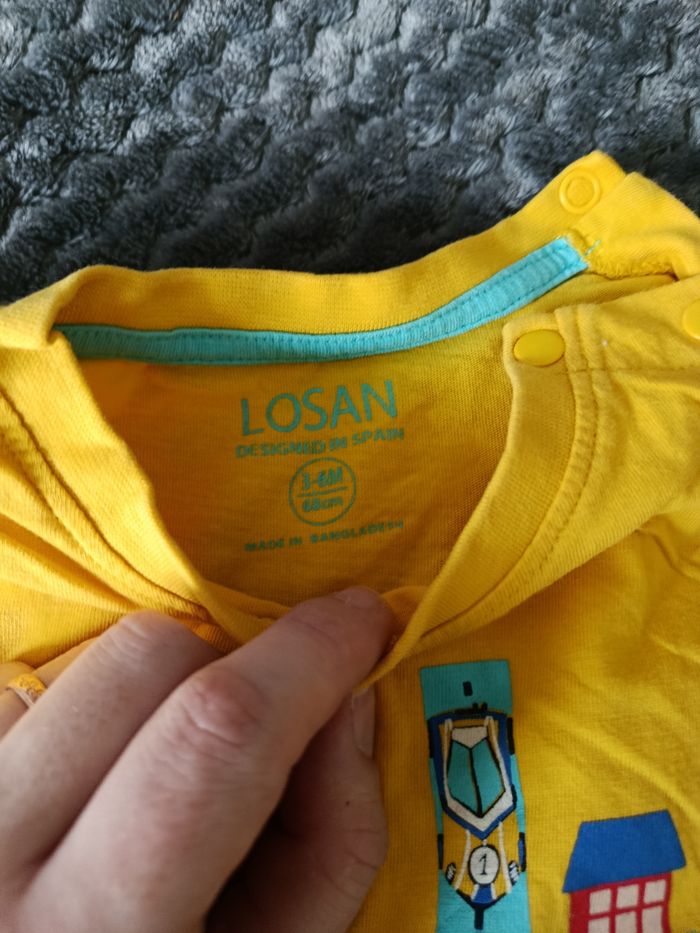 LOSAN
DESIGNED IN SPAIN
3-6M
68cm
MADE IN BANGLADESH
1